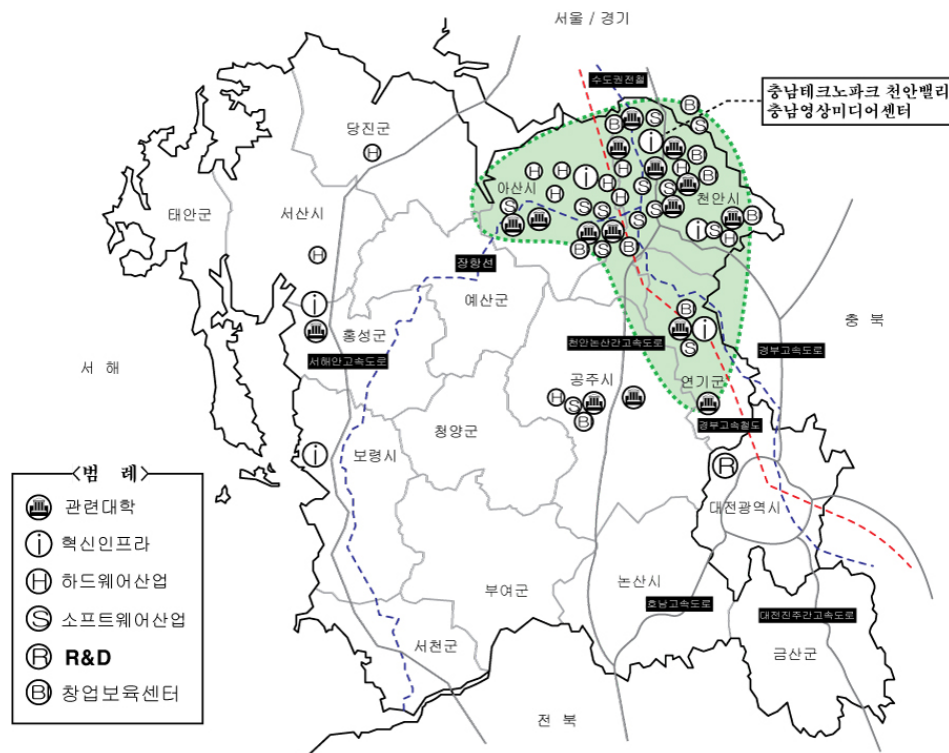 서울 / 경기
수도권전철
충남테크노파크 천안밸리
충남영상미디어센터
당진군
H
B
S
S
i
B
H
B
H
H
i
H
H
S
S
아산시
천안시
태안군
서산시
H
S
S
S
S
S
i
S
H
B
B
S
B
H
장항선
예산군
i
홍성군
B
i
S
충 북
서해
서해안고속도로
천안논산간고속도로
경부고속도로
공주시
연기군
H
S
B
경부고속철도
청양군
보령시
i
R
대전광역시
<범 례>
관련대학
i 혁신인프라
H 하드웨어산업
S 소프트웨어산업
R R&D
B 창업보육센터
부여군
논산시
호남고속도로
대전진주간고속도로
서천군
금산군
전 북